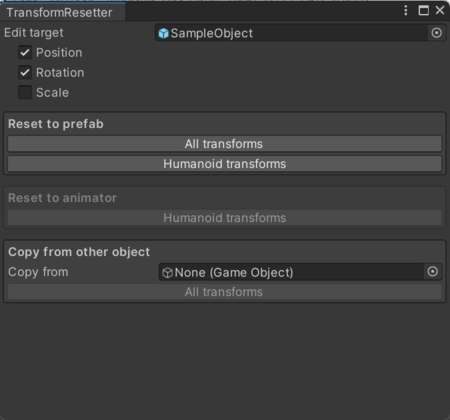 TransformResetter
Edit target SampleObject
Position
Rotation
Scale
Reset to prefab
All transforms
Humanoid transforms
Reset to animator
Humanoid transforms
Copy from other object
Copy from None (Game Object)
All transforms